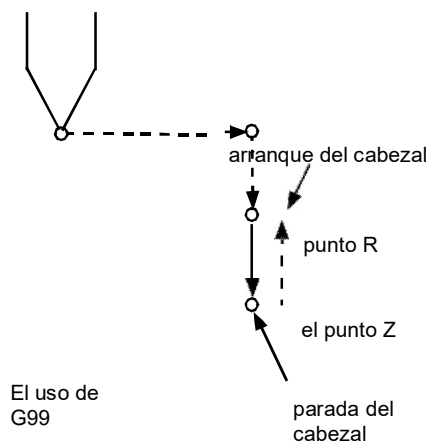 arranque del cabezal
punto R
el punto Z
El uso de
G99
parada del
cabezal